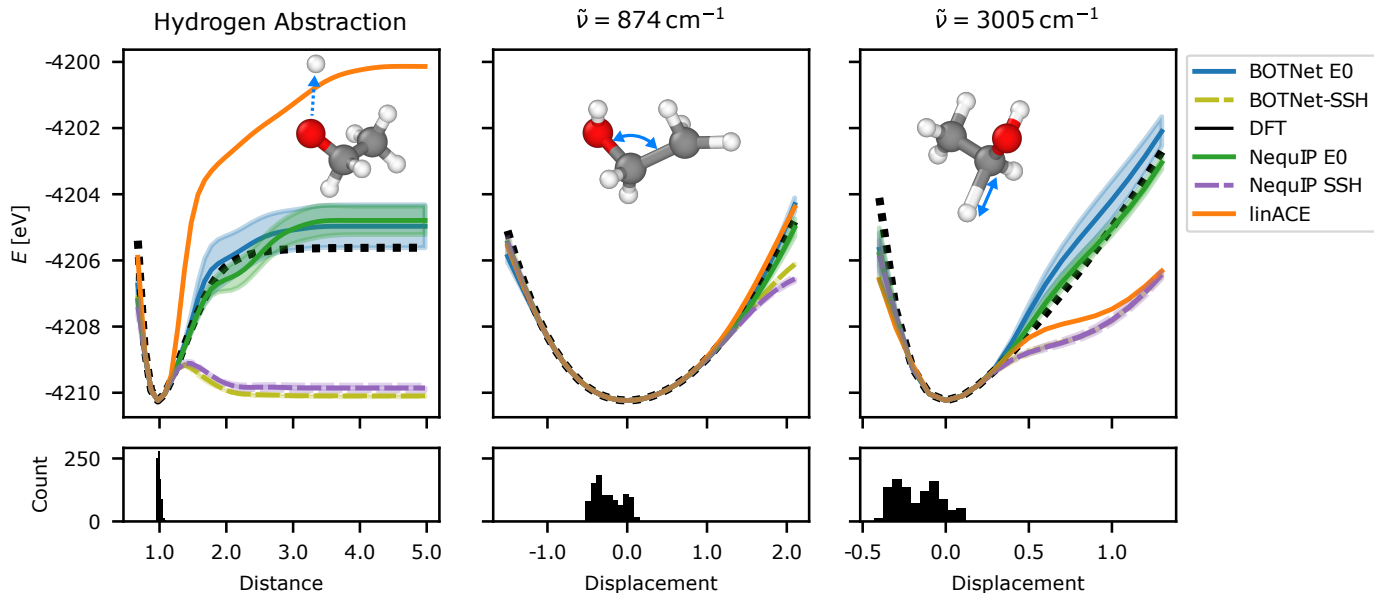 Hydrogen Abstraction
ṽ = 874 cm⁻¹
ṽ = 3005 cm⁻¹
E [eV]
-4200
-4202
-4204
-4206
-4208
-4210
BOTNet E0
BOTNet-SSH
DFT
NequIP E0
NequIP SSH
linACE
Count
250
0
1.0 2.0 3.0 4.0 5.0
-1.0 0.0 1.0 2.0
-0.5 0.0 0.5 1.0
Distance
Displacement
Displacement